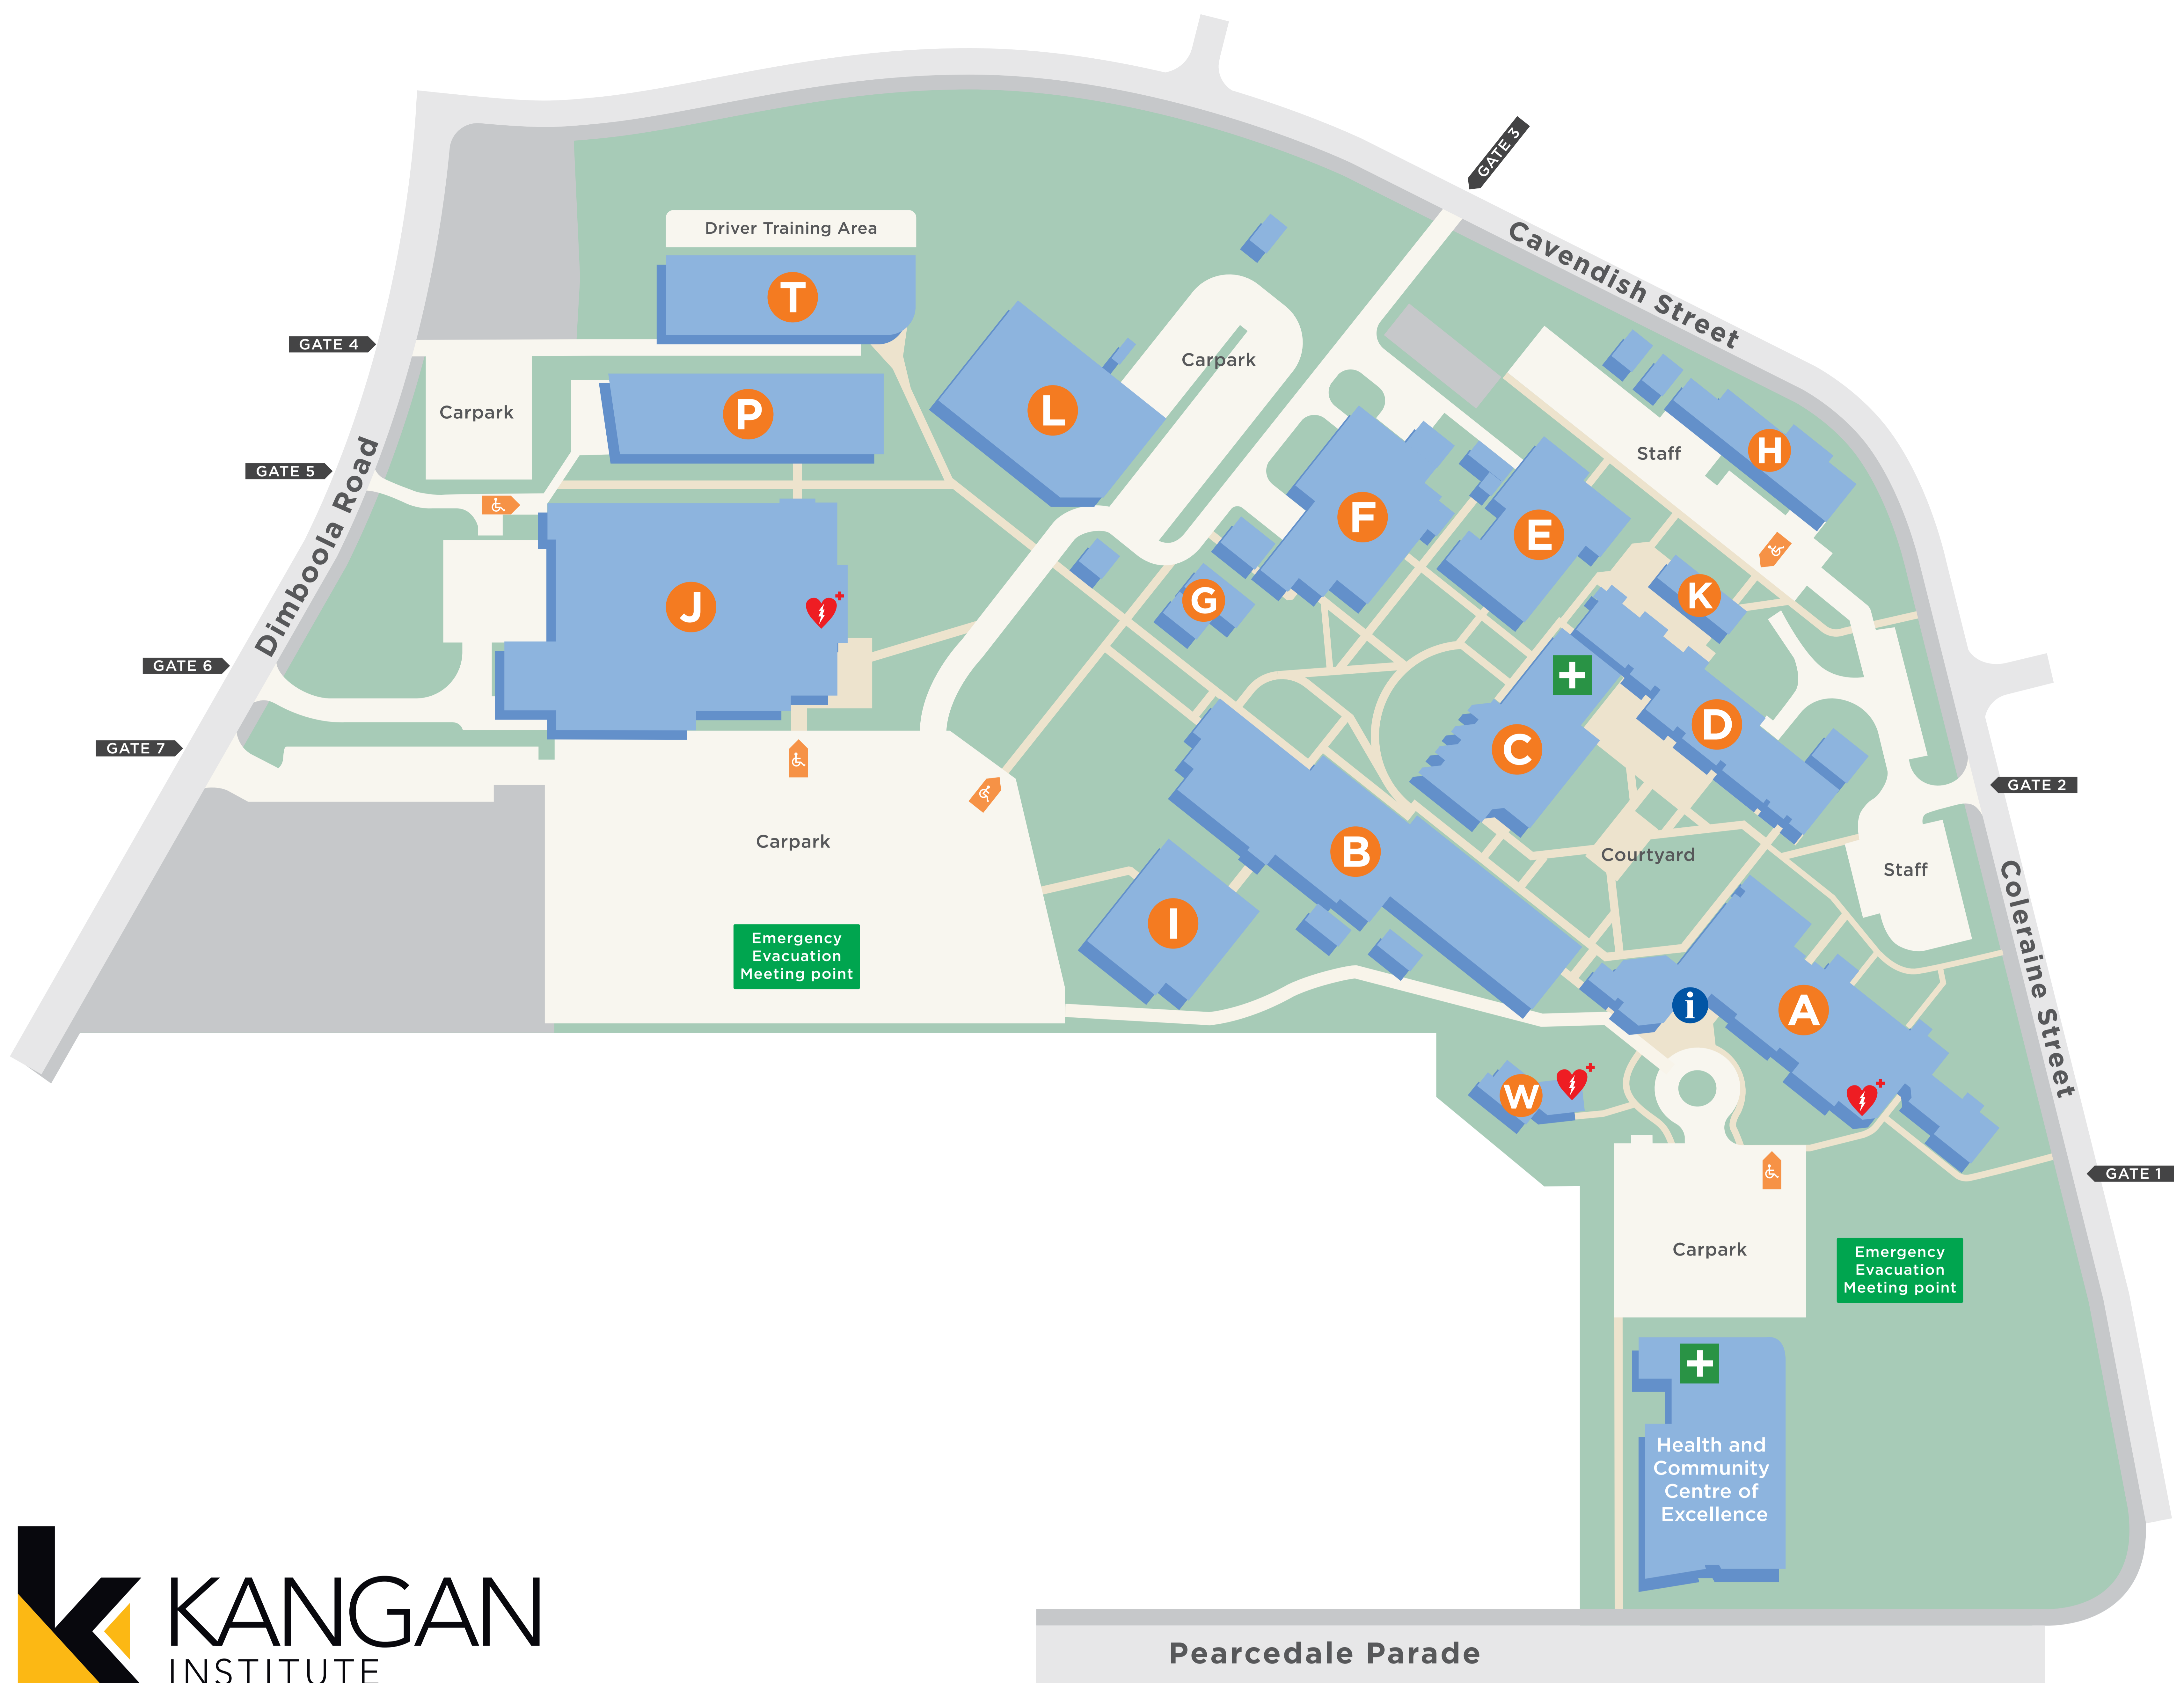 GATE 3
Cavendish Street
Driver Training Area
T
GATE 4
Carpark
L
Carpark
P
Staff
H
GATE 5
Dimboola Road
F
E
K
G
J
GATE 6
D
C
GATE 7
GATE 2
Carpark
B
Courtyard
Staff
Coleraine Street
I
Emergency
Evacuation
Meeting point
i
A
W
GATE 1
Carpark
Emergency
Evacuation
Meeting point
Health and
Community
Centre of
Excellence
KANGAN
INSTITUTE
Pearcedale Parade